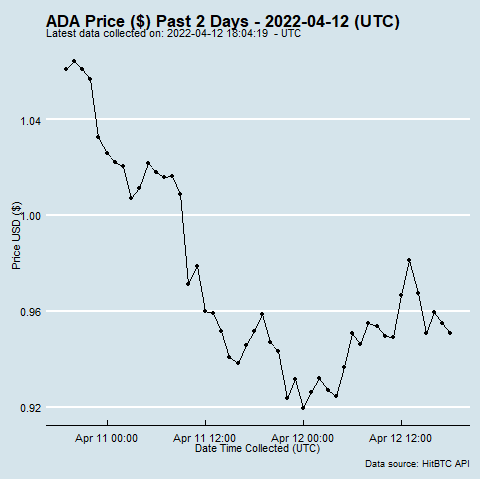 ADA Price ($) Past 2 Days - 2022-04-12 (UTC)
Latest data collected on: 2022-04-12 18:04:19 - UTC
1.04
1.00
0.96
0.92
Price USD ($)
Apr 11 00:00 Apr 11 12:00 Apr 12 00:00 Apr 12 12:00
Date Time Collected (UTC)
Data source: HitBTC API